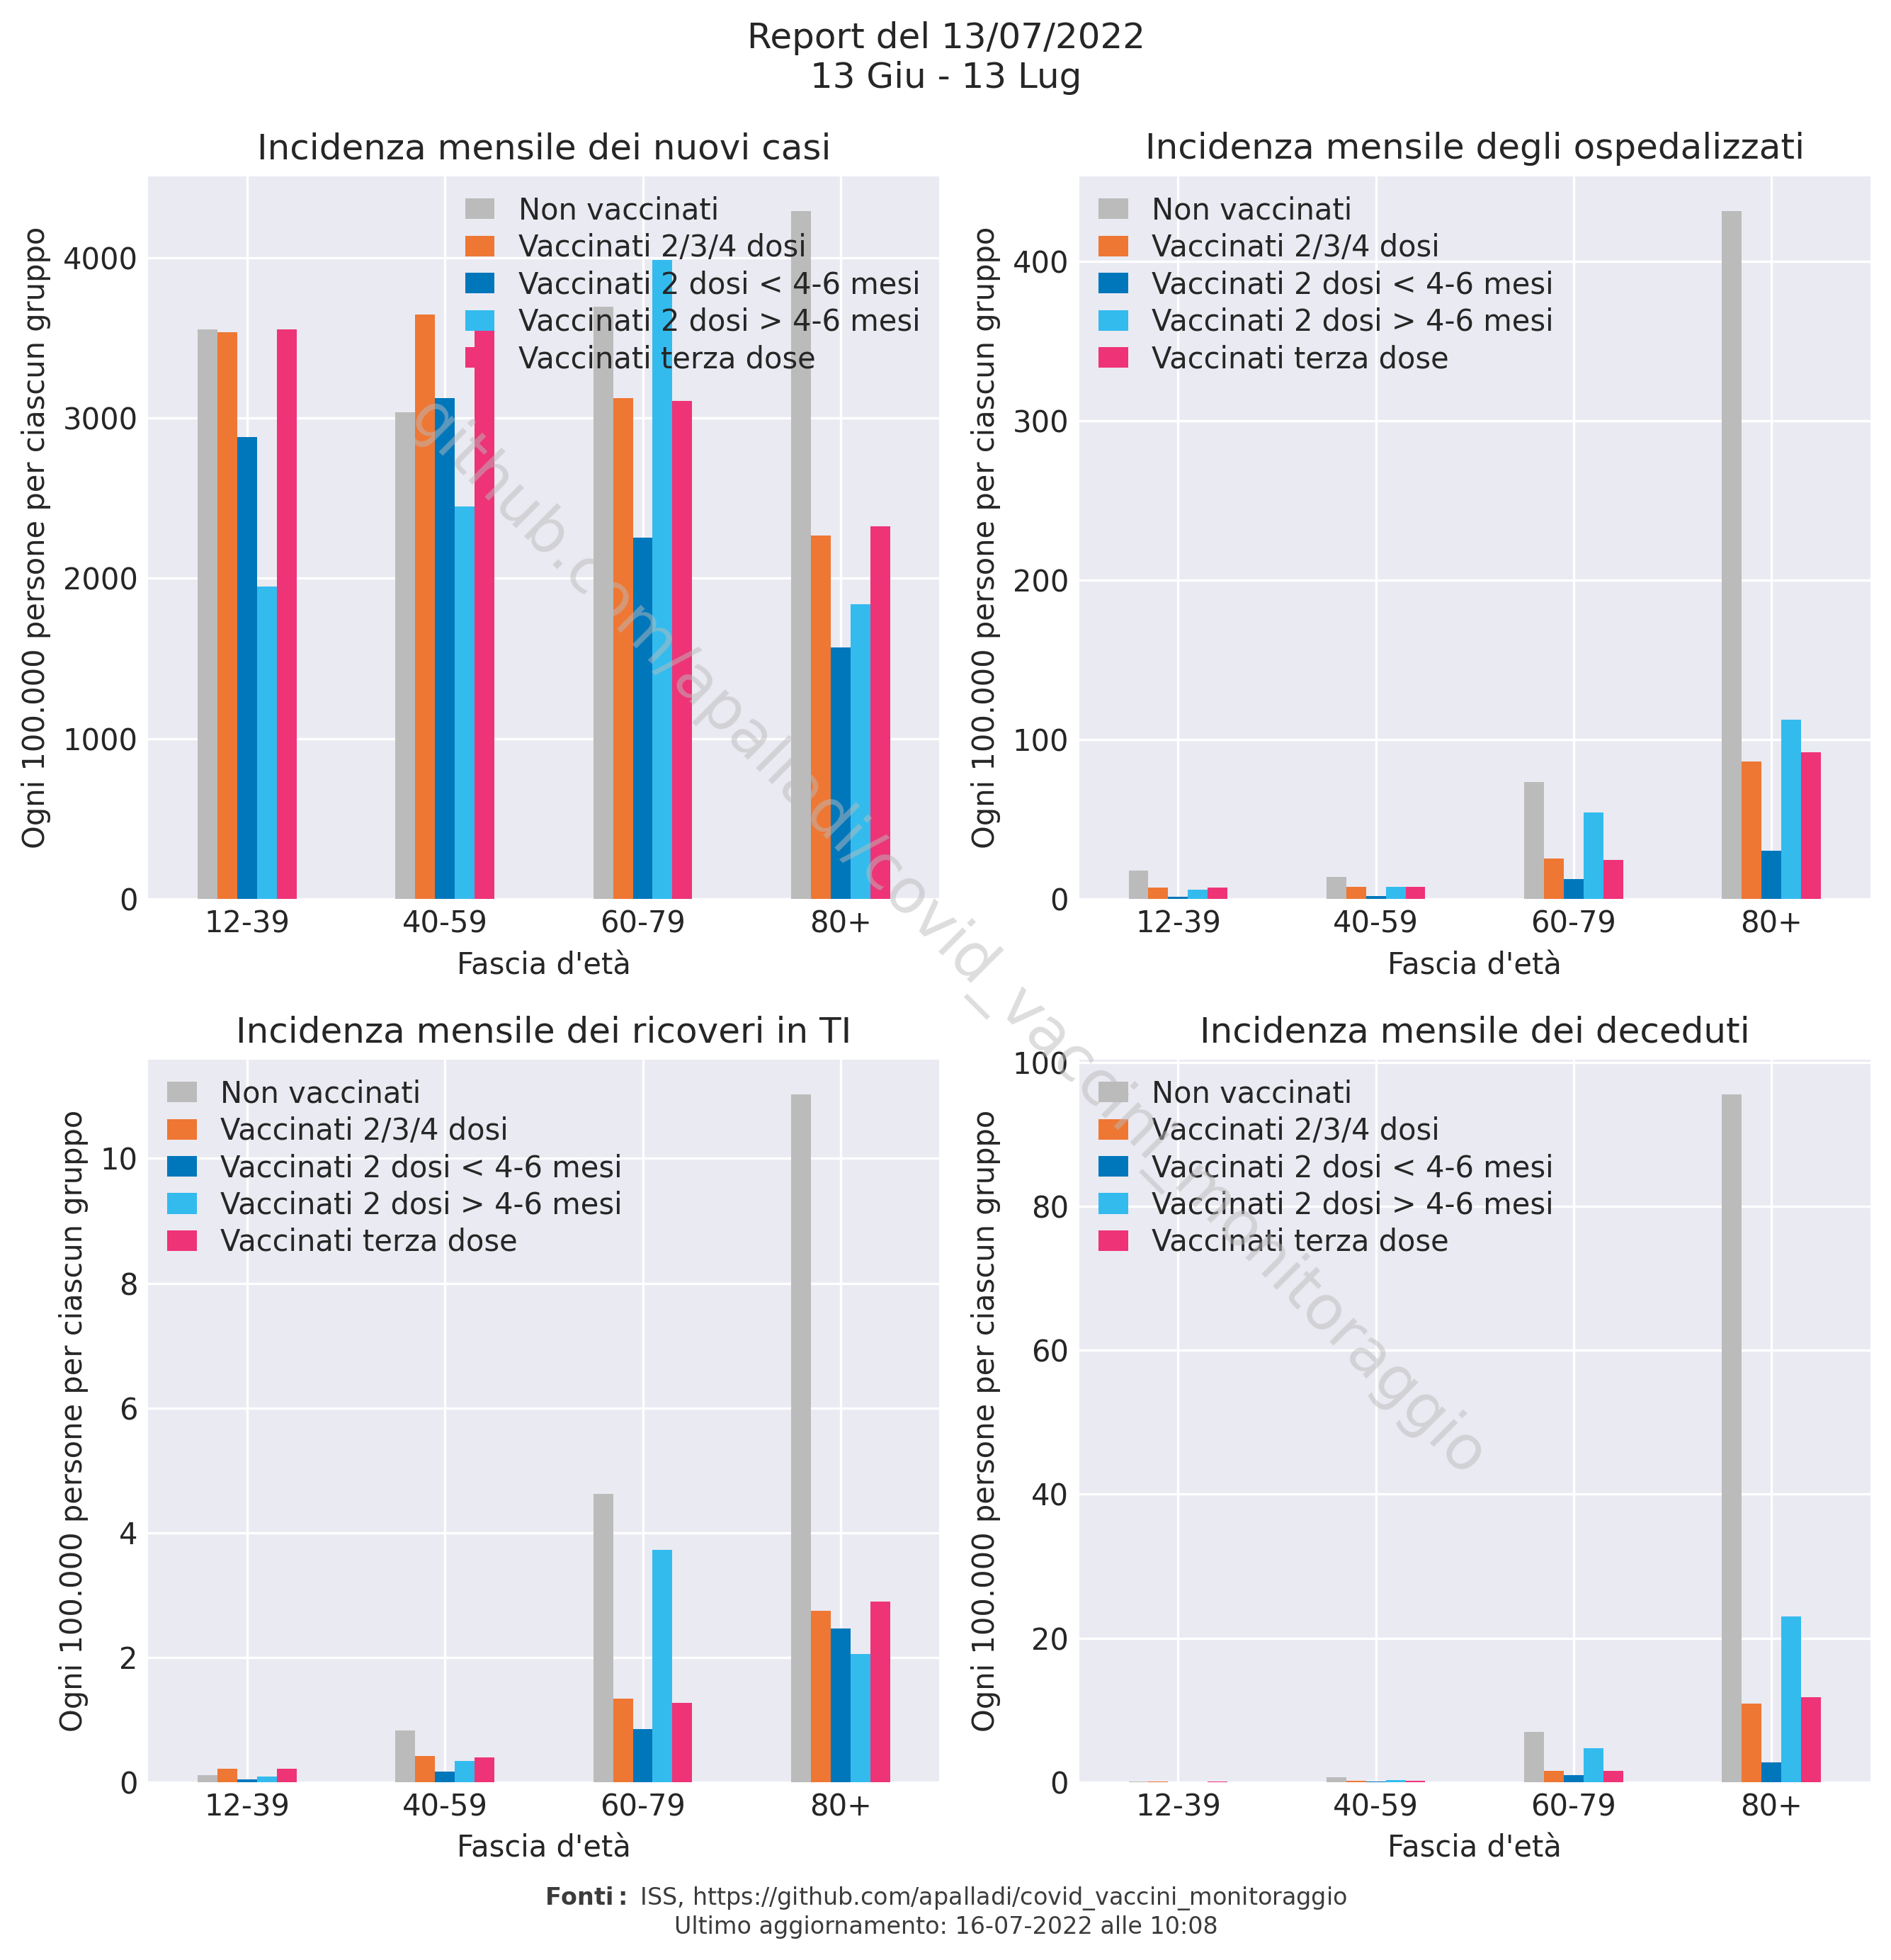 Report del 13/07/2022
13 Giu - 13 Lug
Incidenza mensile dei nuovi casi
Ogni 100.000 persone per ciascun gruppo
4000
3000
2000
1000
0
Non vaccinati
Vaccinati 2/3/4 dosi
Vaccinati 2 dosi < 4-6 mesi
Vaccinati 2 dosi > 4-6 mesi
Vaccinati terza dose
12-39 40-59 60-79 80+
Fascia d'età
Incidenza mensile degli ospedalizzati
Ogni 100.000 persone per ciascun gruppo
400
300
200
100
0
Non vaccinati
Vaccinati 2/3/4 dosi
Vaccinati 2 dosi < 4-6 mesi
Vaccinati 2 dosi > 4-6 mesi
Vaccinati terza dose
12-39 40-59 60-79 80+
Fascia d'età
Incidenza mensile dei ricoveri in TI
Ogni 100.000 persone per ciascun gruppo
10
8
6
4
2
0
Non vaccinati
Vaccinati 2/3/4 dosi
Vaccinati 2 dosi < 4-6 mesi
Vaccinati 2 dosi > 4-6 mesi
Vaccinati terza dose
12-39 40-59 60-79 80+
Fascia d'età
Incidenza mensile dei deceduti
Ogni 100.000 persone per ciascun gruppo
100
80
60
40
20
0
Non vaccinati
Vaccinati 2/3/4 dosi
Vaccinati 2 dosi < 4-6 mesi
Vaccinati 2 dosi > 4-6 mesi
Vaccinati terza dose
12-39 40-59 60-79 80+
Fascia d'età
github.com/apalladi/covid_vaccini_monitoraggio
Fonti: ISS, https://github.com/apalladi/covid_vaccini_monitoraggio
Ultimo aggiornamento: 16-07-2022 alle 10:08